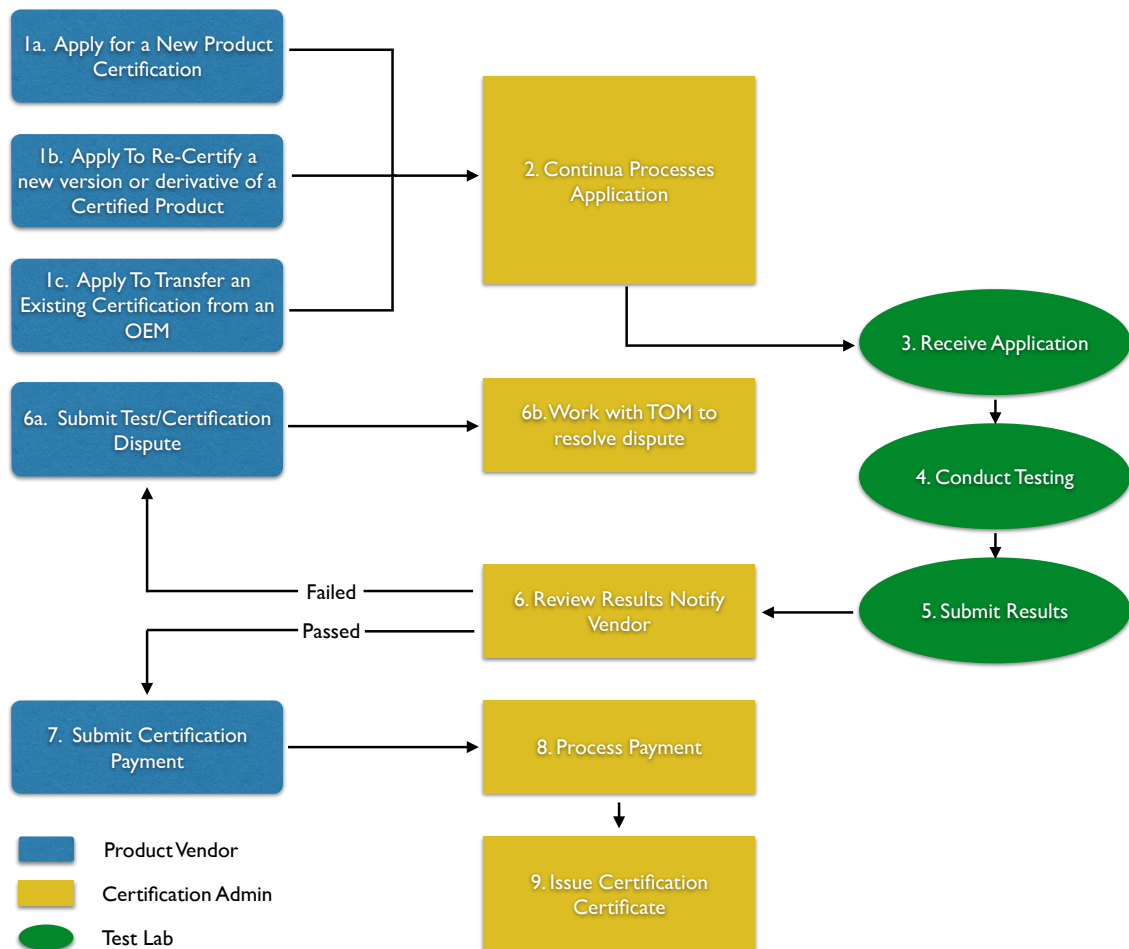 1a. Apply for a New Product
Certification
1b. Apply To Re-Certify a
new version or derivative of a
Certified Product
1c. Apply To Transfer an
Existing Certification from an
OEM
2. Continua Processes
Application
3. Receive Application
4. Conduct Testing
5. Submit Results
6a. Submit Test/Certification
Dispute
6b. Work with TOM to
resolve dispute
Failed
Passed
6. Review Results Notify
Vendor
7. Submit Certification
Payment
8. Process Payment
9. Issue Certification
Certificate
Product Vendor
Certification Admin
Test Lab